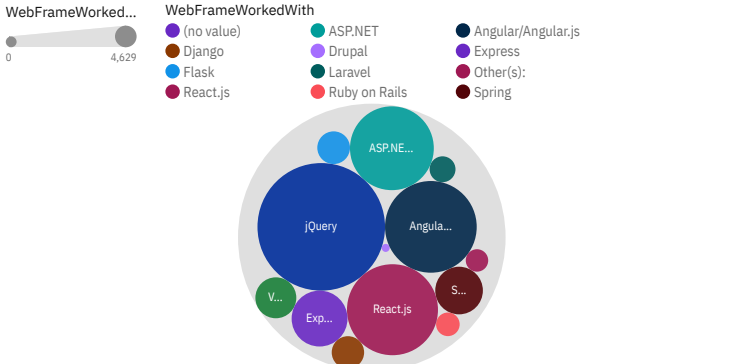 WebFrameWorked...
0
4,629
WebFrameWorkedWith
(no value)
ASP.NET
Angular/Angular.js
Django
Drupal
Express
Flask
Laravel
Other(s):
React.js
Ruby on Rails
Spring
ASP.NE...
jQuery
Angula...
V...
Exp...
React.js
S...